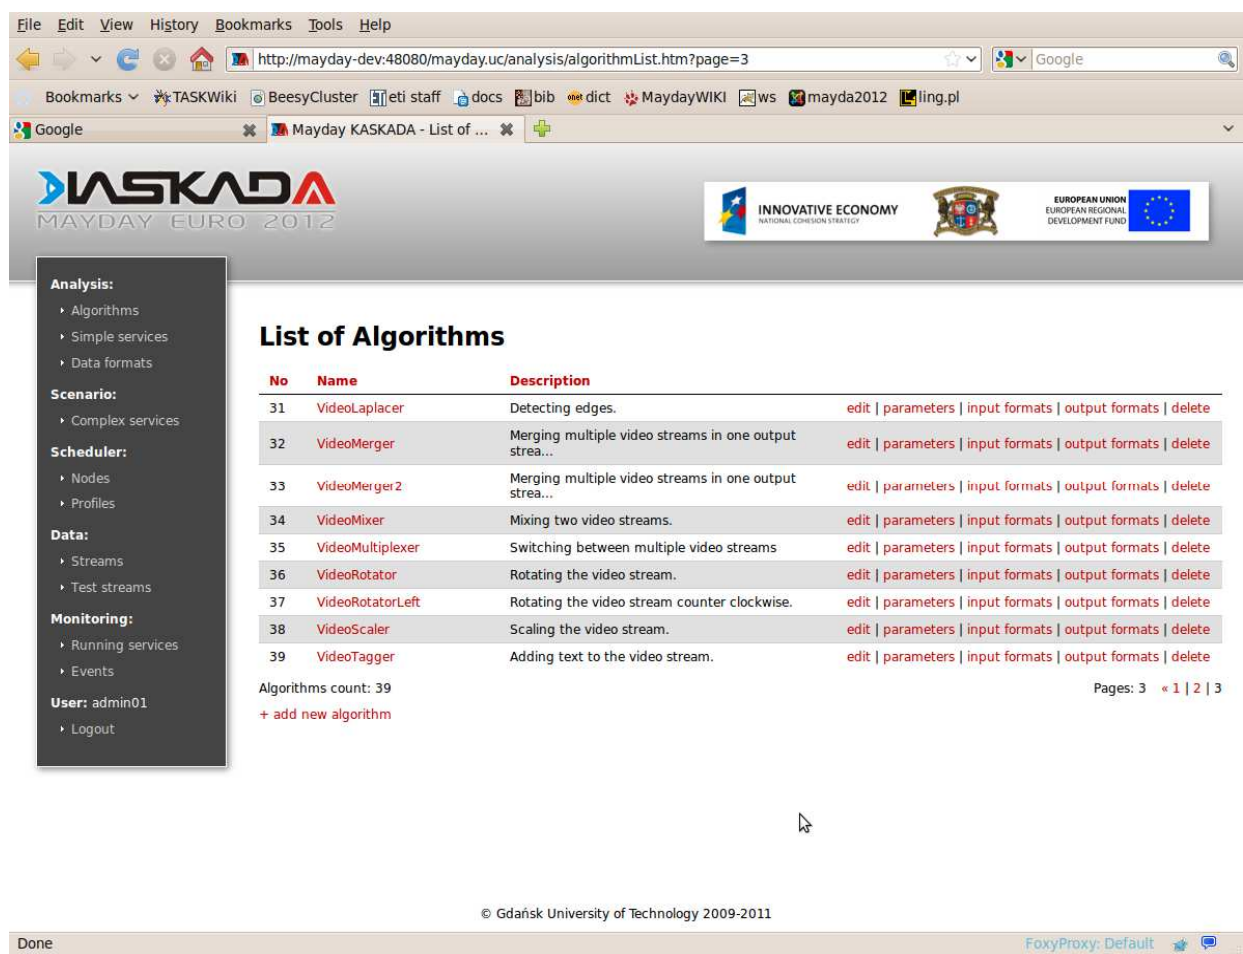 File Edit View History Bookmarks Tools Help
http://mayday-dev:48080/mayday.uc/analysis/algorithmList.htm?page=3
Google
Bookmarks TASKWiki BeesyCluster eti staff docs bib dict MaydayWIKI ws mayda2012 ling.pl
Google Mayday KASKADA - List of ...
KASKADA
MAYDAY EURO 2012
INNOVATIVE ECONOMY
NATIONAL COHESION STRATEGY
EUROPEAN UNION
EUROPEAN REGIONAL
DEVELOPMENT FUND
Analysis:
Algorithms
Simple services
Data formats
Scenario:
Complex services
Scheduler:
Nodes
Profiles
Data:
Streams
Test streams
Monitoring:
Running services
Events
User: admin01
Logout
List of Algorithms
No Name Description
31 VideoLaplacer Detecting edges. edit | parameters | input formats | output formats | delete
32 VideoMerger Merging multiple video streams in one output strea... edit | parameters | input formats | output formats | delete
33 VideoMerger2 Merging multiple video streams in one output strea... edit | parameters | input formats | output formats | delete
34 VideoMixer Mixing two video streams. edit | parameters | input formats | output formats | delete
35 VideoMultiplexer Switching between multiple video streams edit | parameters | input formats | output formats | delete
36 VideoRotator Rotating the video stream. edit | parameters | input formats | output formats | delete
37 VideoRotatorLeft Rotating the video stream counter clockwise. edit | parameters | input formats | output formats | delete
38 VideoScaler Scaling the video stream. edit | parameters | input formats | output formats | delete
39 VideoTagger Adding text to the video stream. edit | parameters | input formats | output formats | delete
Algorithms count: 39 Pages: 3 « 1 | 2 | 3
+ add new algorithm
© Gdańsk University of Technology 2009-2011
Done FoxyProxy: Default